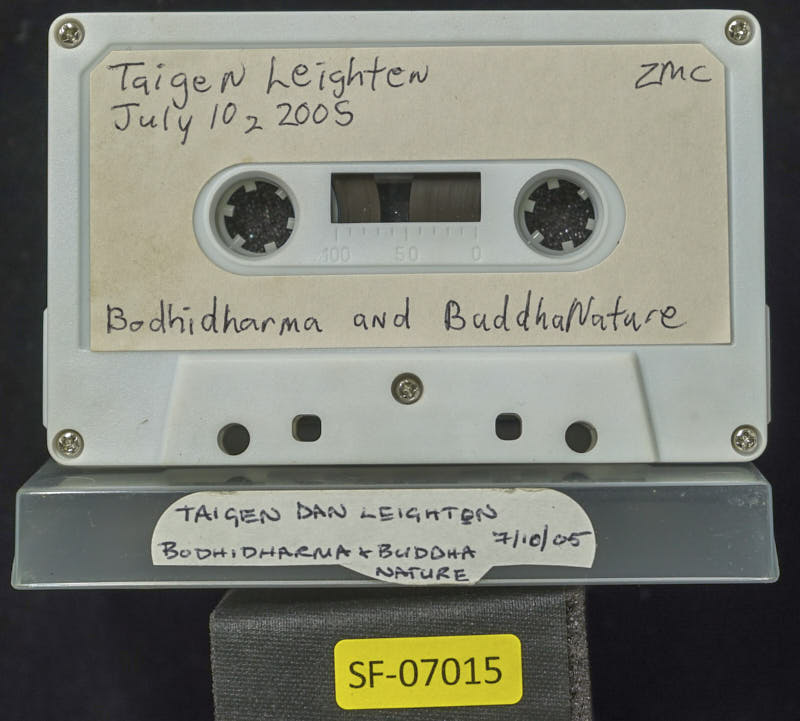 Taigen Leighten
ZMC
July 10, 2005
100 50 0
Bodhidharma and BuddhaNature
TAIGEN DAN LEIGHTON
7/10/05
BODHIDHARMA & BUDDHA
NATURE
SF-07015